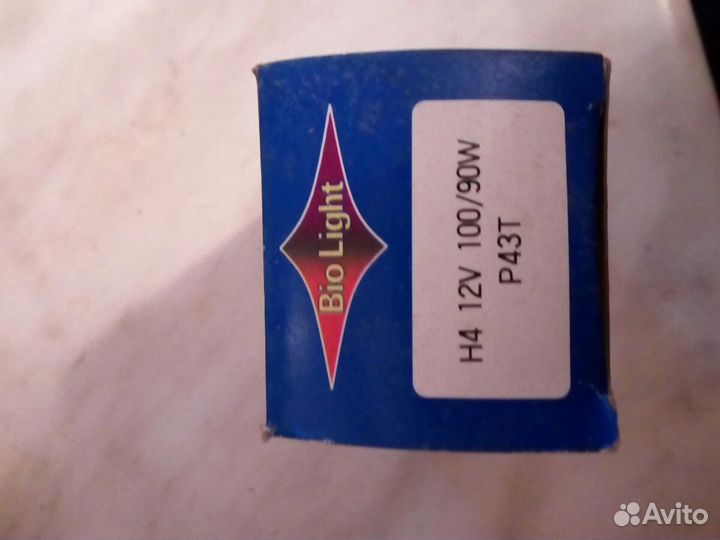 Bio Light
H4 12V 100/90W
P43T
Avito